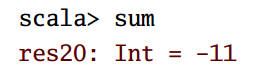 scala> sum
res20: Int = -11